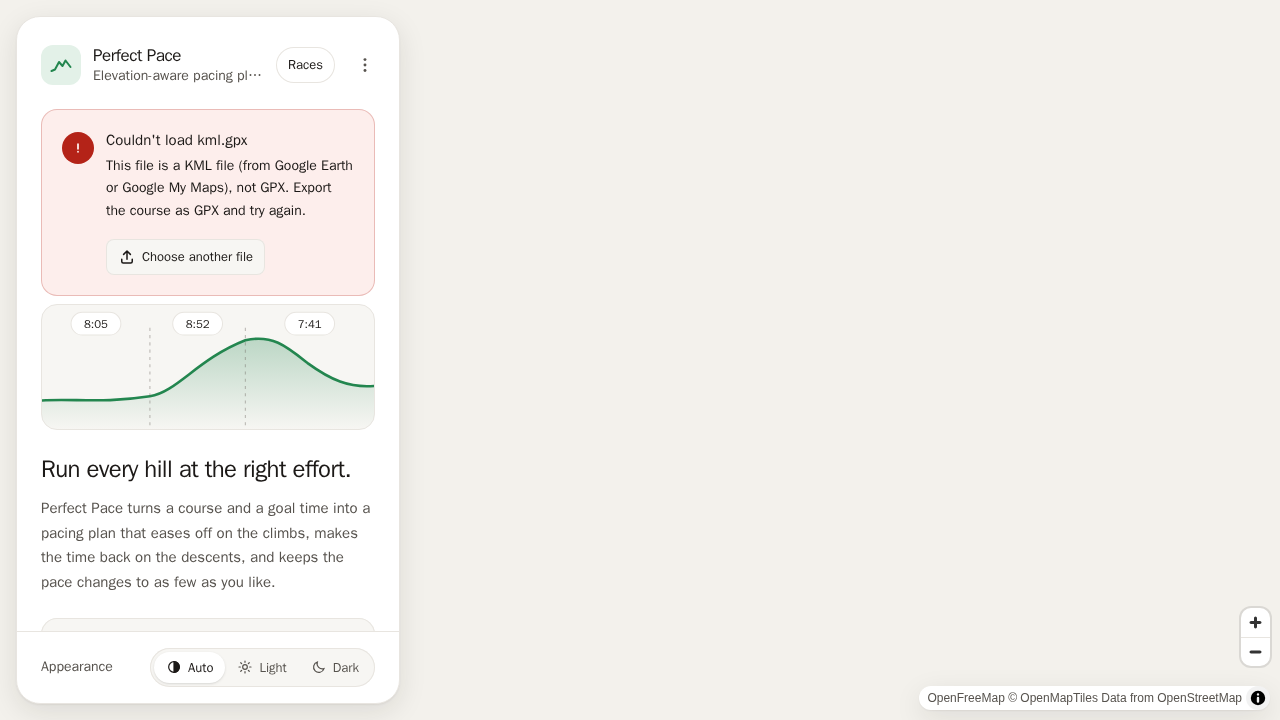 Perfect Pace
Elevation-aware pacing pl···
Races
!
Couldn't load kml.gpx
This file is a KML file (from Google Earth
or Google My Maps), not GPX. Export
the course as GPX and try again.
Choose another file
8:05
8:52
7:41
Run every hill at the right effort.
Perfect Pace turns a course and a goal time into a
pacing plan that eases off on the climbs, makes
the time back on the descents, and keeps the
pace changes to as few as you like.
Appearance
Auto
Light
Dark
OpenFreeMap © OpenMapTiles Data from OpenStreetMap